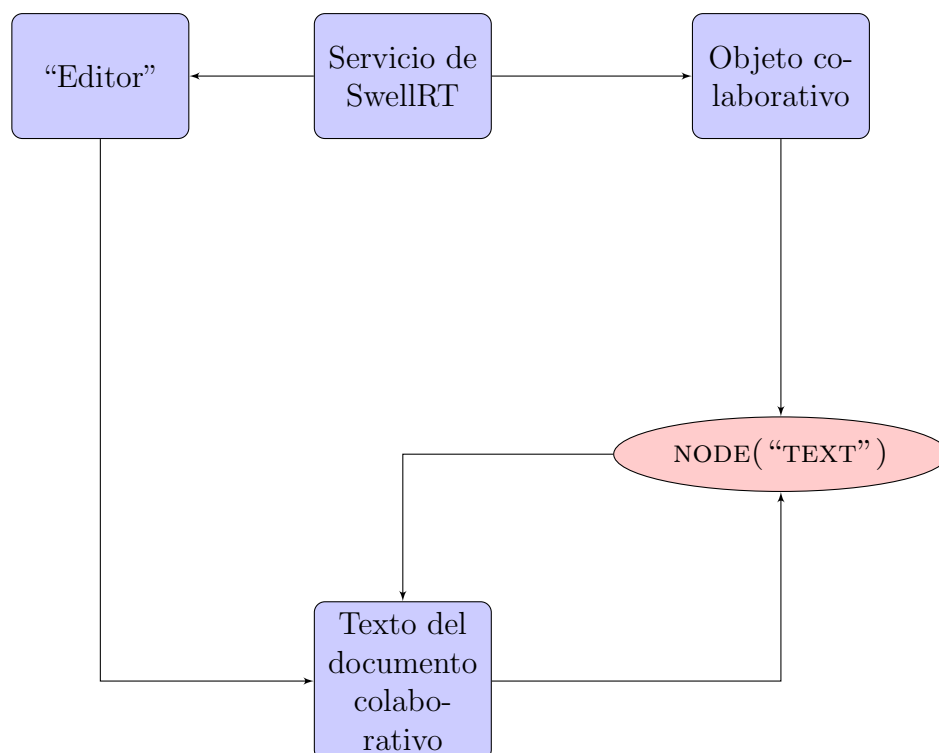 “Editor”
Servicio de
SwellRT
Objeto co-
laborativo
NODE(“TEXT”)
Texto del
documento
colabo-
rativo